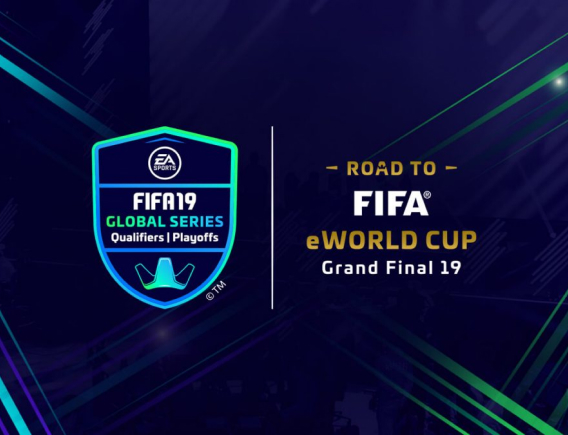 EA
SPORTS
FIFA19
GLOBAL SERIES
Qualifiers | Playoffs
©TM
- ROAD TO -
FIFA®
eWORLD CUP
Grand Final 19